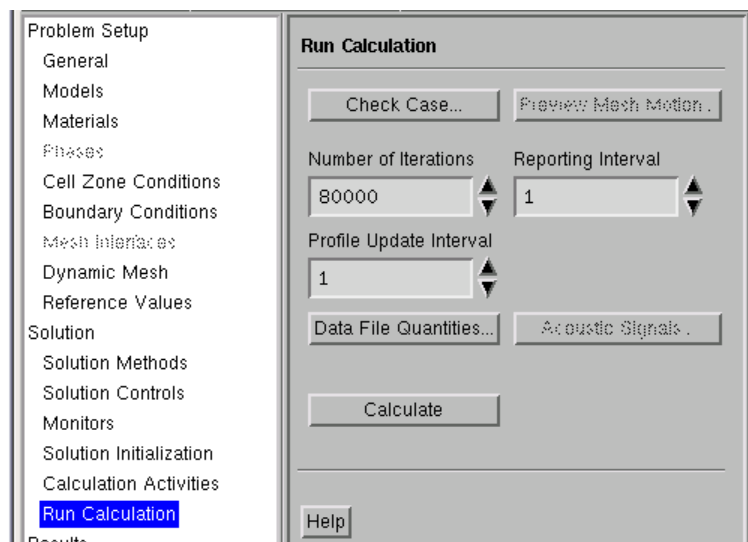 Problem Setup
General
Models
Materials
Phases
Cell Zone Conditions
Boundary Conditions
Mesh Interfaces
Dynamic Mesh
Reference Values
Solution
Solution Methods
Solution Controls
Monitors
Solution Initialization
Calculation Activities
Run Calculation
Results
Run Calculation
Check Case...
Preview Mesh Motion...
Number of Iterations
Reporting Interval
80000
1
Profile Update Interval
1
Data File Quantities...
Acoustic Signals...
Calculate
Help